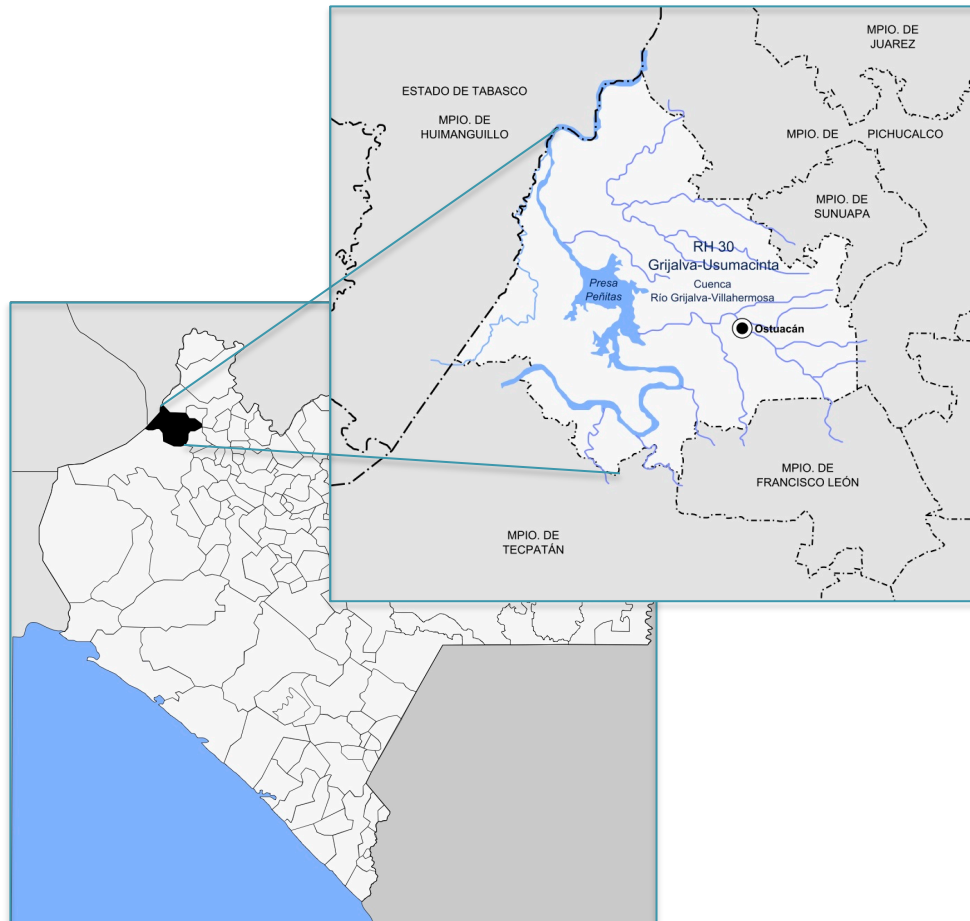 MPIO. DE
JUAREZ
ESTADO DE TABASCO
MPIO. DE
HUIMANGUILLO
MPIO. DE PICHUCALCO
MPIO. DE
SUNUAPA
RH 30
Grijalva-Usumacinta
Cuenca
Río Grijalva-Villahermosa
Presa
Peñitas
Ostuacán
MPIO. DE
FRANCISCO LEÓN
MPIO. DE
TECPATÁN